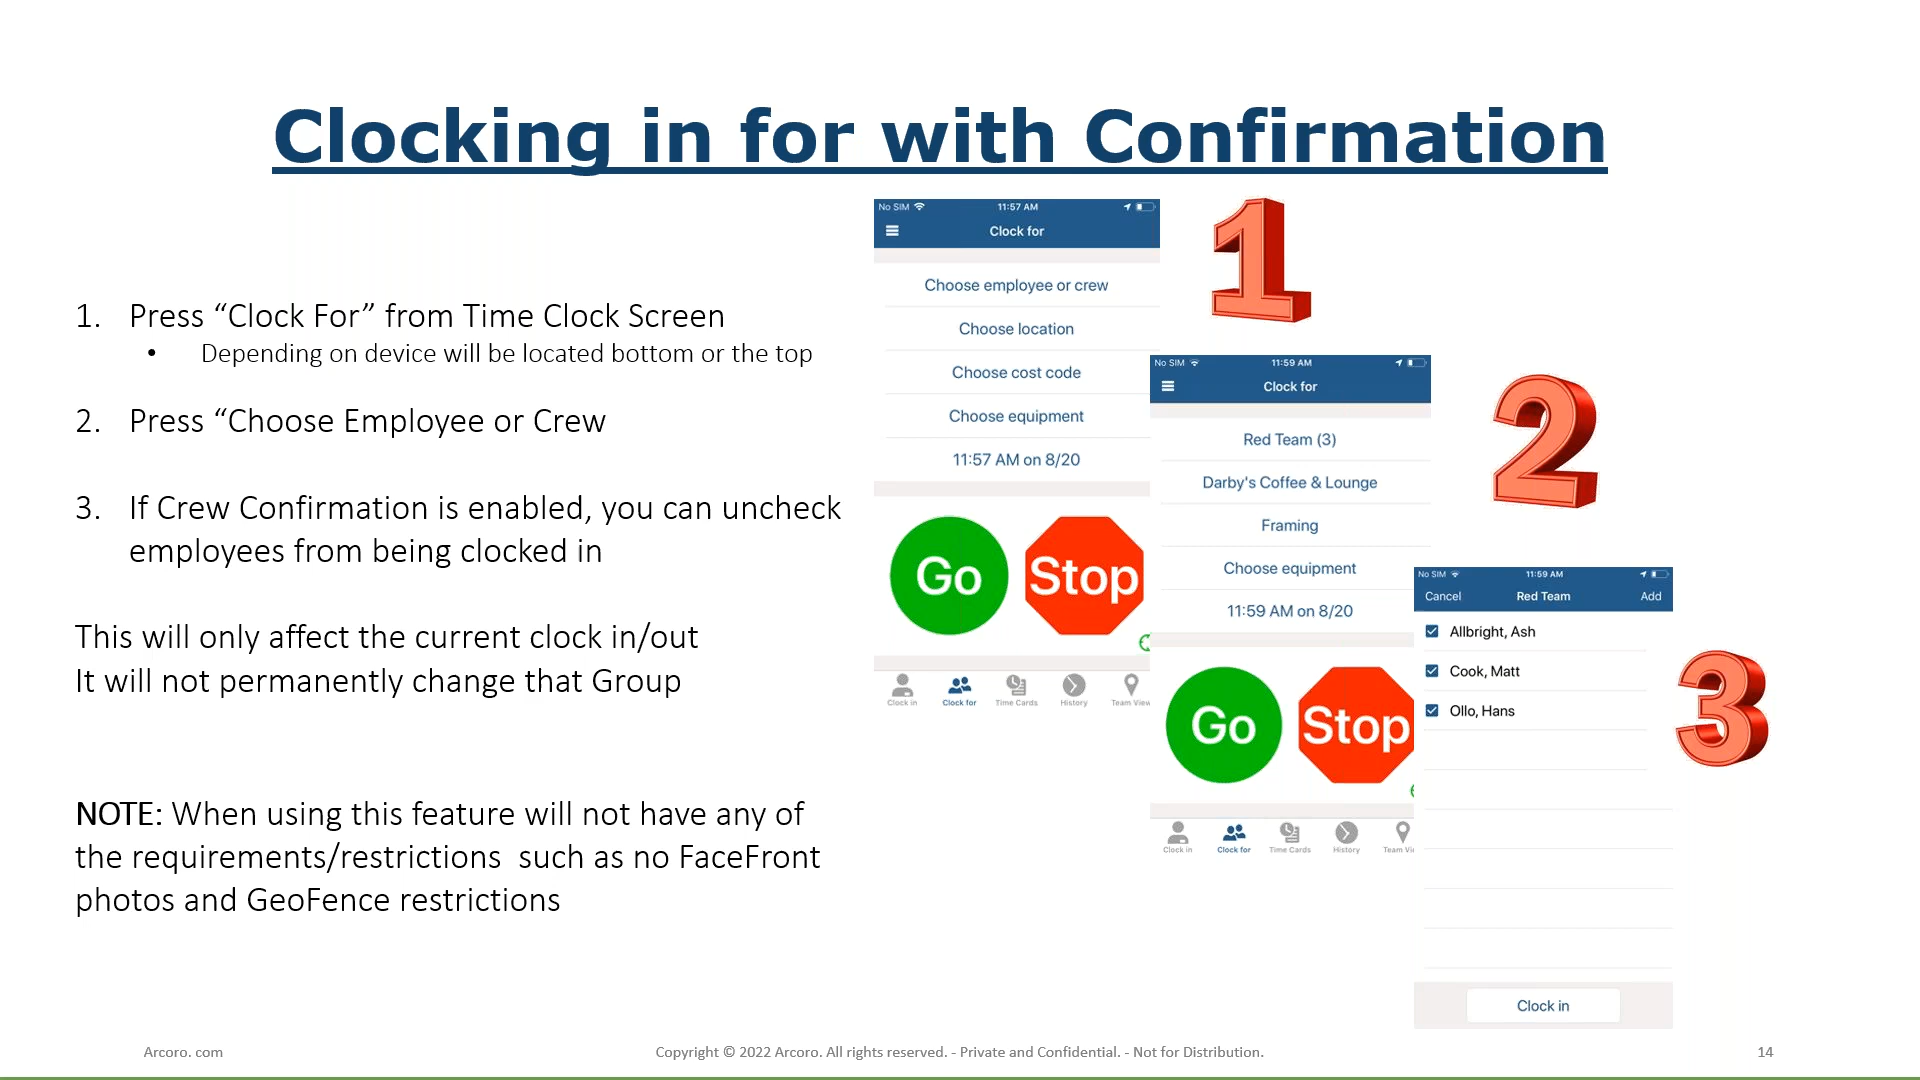 Clocking in for with Confirmation
1. Press “Clock For” from Time Clock Screen
• Depending on device will be located bottom or the top
2. Press “Choose Employee or Crew
3. If Crew Confirmation is enabled, you can uncheck
employees from being clocked in
This will only affect the current clock in/out
It will not permanently change that Group
NOTE: When using this feature will not have any of
the requirements/restrictions  such as no FaceFront
photos and GeoFence restrictions
No SIM 11:57 AM
Clock for
Choose employee or crew
Choose location
Choose cost code
Choose equipment
11:57 AM on 8/20
Go Stop
Clock in Clock for Time Cards History Team View
1
No SIM 11:59 AM
Clock for
Red Team (3)
Darby's Coffee & Lounge
Framing
Choose equipment
11:59 AM on 8/20
Go Stop
Clock in Clock for Time Cards History Team Vi
2
No SIM 11:59 AM
Cancel Red Team Add
Allbright, Ash
Cook, Matt
Ollo, Hans
Clock in
3
Arcoro. com
Copyright © 2022 Arcoro. All rights reserved. - Private and Confidential. - Not for Distribution.
14